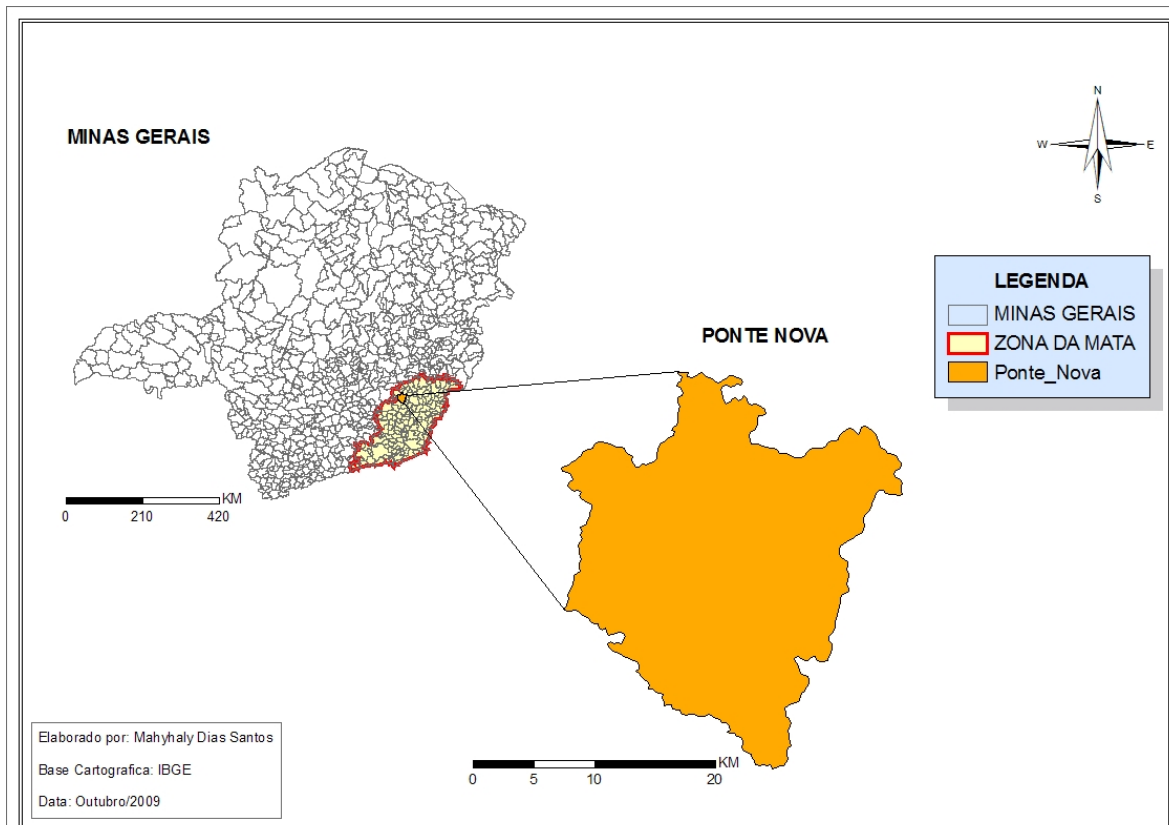 MINAS GERAIS
N
W
E
S
LEGENDA
MINAS GERAIS
ZONA DA MATA
Ponte_Nova
PONTE NOVA
KM
0 210 420
KM
0 5 10 20
Elaborado por: Mahyhaly Dias Santos
Base Cartografica: IBGE
Data: Outubro/2009